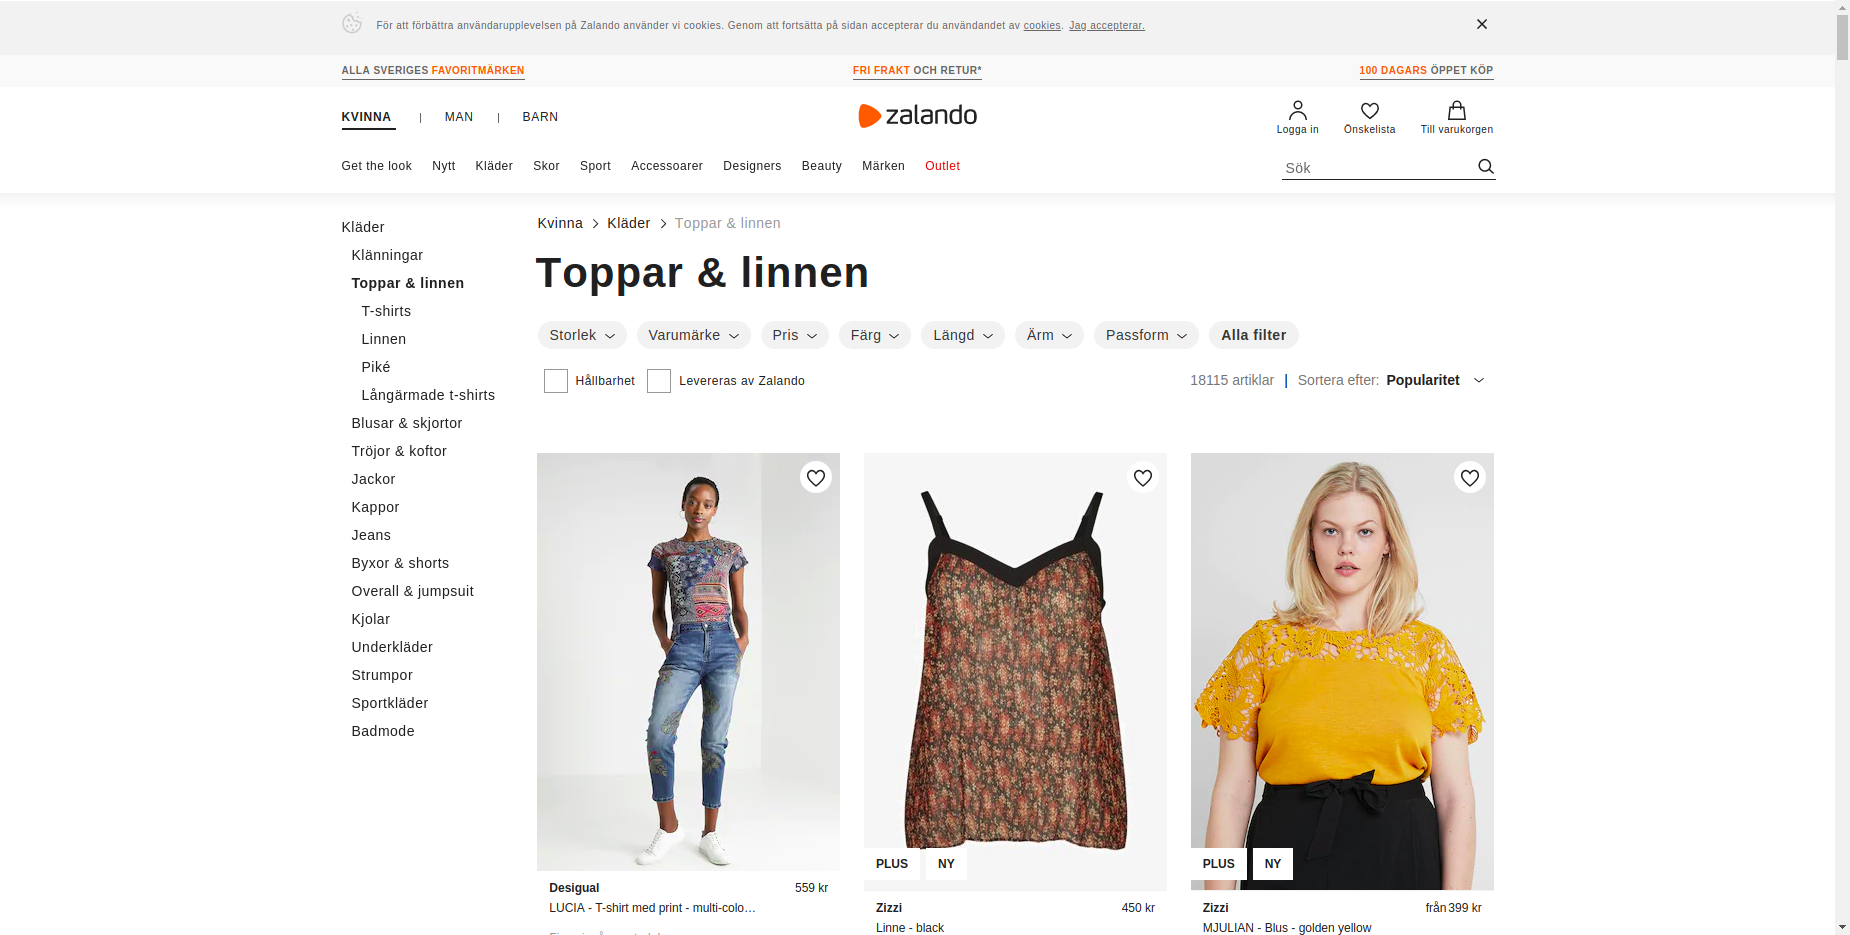 För att förbättra användarupplevelsen på Zalando använder vi cookies. Genom att fortsätta på sidan accepterar du användandet av cookies. Jag accepterar.
ALLA SVERIGES FAVORITMÄRKEN
FRI FRAKT OCH RETUR*
100 DAGARS ÖPPET KÖP
KVINNA | MAN | BARN
zalando
Logga in
Önskelista
Till varukorgen
Get the look Nytt Kläder Skor Sport Accessoarer Designers Beauty Märken Outlet
Sök
Kläder
Klänningar
Toppar & linnen
T-shirts
Linnen
Piké
Långärmade t-shirts
Blusar & skjortor
Tröjor & koftor
Jackor
Kappor
Jeans
Byxor & shorts
Overall & jumpsuit
Kjolar
Underkläder
Strumpor
Sportkläder
Badmode
Kvinna > Kläder > Toppar & linnen
Toppar & linnen
Storlek Varumärke Pris Färg Längd Ärm Passform Alla filter
Hållbarhet Levereras av Zalando
18115 artiklar | Sortera efter: Popularitet
Desigual 559 kr
LUCIA - T-shirt med print - multi-colo…
PLUS NY
Zizzi 450 kr
Linne - black
PLUS NY
Zizzi från 399 kr
MJULIAN - Blus - golden yellow